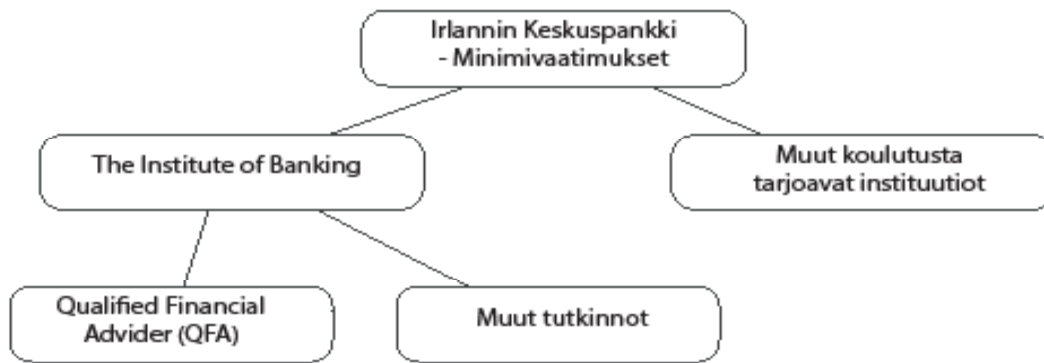 Irlannin Keskuspankki
- Minimivaatimukset
The Institute of Banking
Muut koulutusta
tarjoavat instituutiot
Qualified Financial
Advider (QFA)
Muut tutkinnot